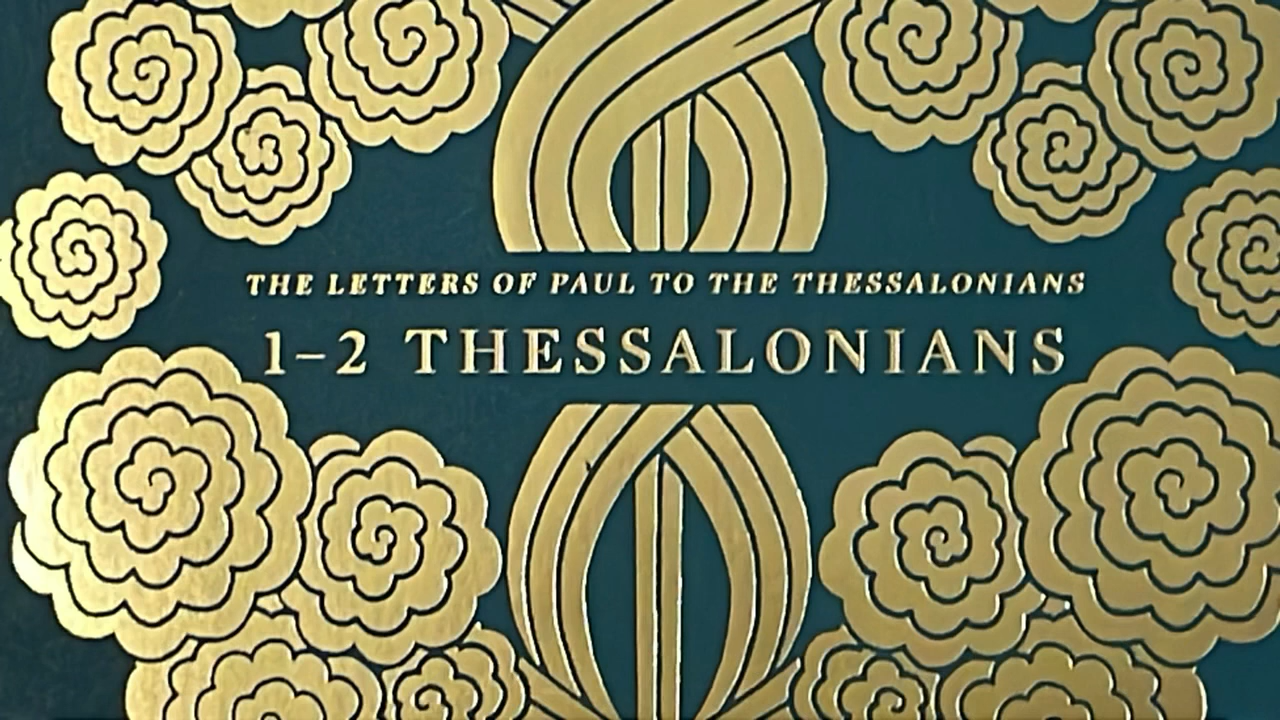 THE LETTERS OF PAUL TO THE THESSALONIANS
1–2 THESSALONIANS